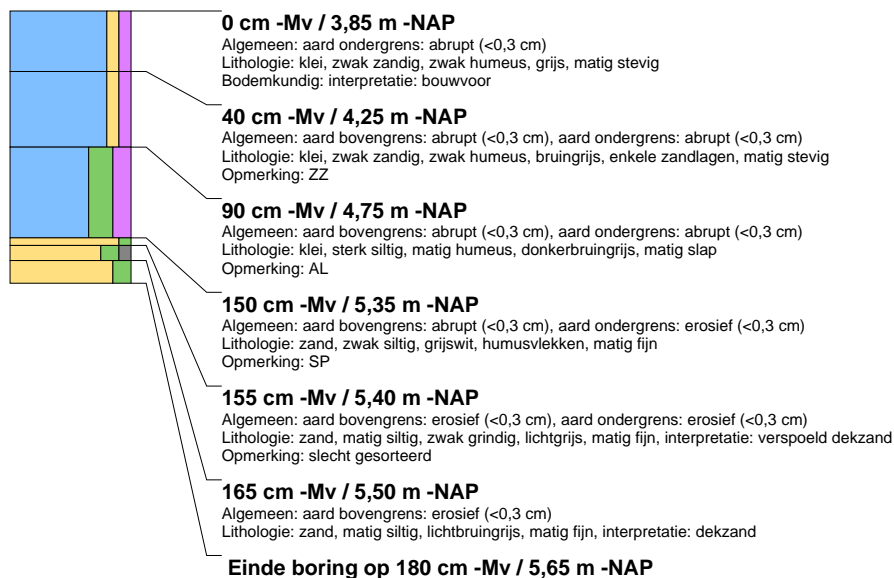 0 cm -Mv / 3,85 m -NAP
Algemeen: aard ondergrens: abrupt (<0,3 cm)
Lithologie: klei, zwak zandig, zwak humeus, grijs, matig stevig
Bodemkundig: interpretatie: bouwvoor
40 cm -Mv / 4,25 m -NAP
Algemeen: aard bovengrens: abrupt (<0,3 cm), aard ondergrens: abrupt (<0,3 cm)
Lithologie: klei, zwak zandig, zwak humeus, bruingrijs, enkele zandlagen, matig stevig
Opmerking: ZZ
90 cm -Mv / 4,75 m -NAP
Algemeen: aard bovengrens: abrupt (<0,3 cm), aard ondergrens: abrupt (<0,3 cm)
Lithologie: klei, sterk siltig, matig humeus, donkerbruingrijs, matig slap
Opmerking: AL
150 cm -Mv / 5,35 m -NAP
Algemeen: aard bovengrens: abrupt (<0,3 cm), aard ondergrens: erosief (<0,3 cm)
Lithologie: zand, zwak siltig, grijswit, humusvlekken, matig fijn
Opmerking: SP
155 cm -Mv / 5,40 m -NAP
Algemeen: aard bovengrens: erosief (<0,3 cm), aard ondergrens: erosief (<0,3 cm)
Lithologie: zand, matig siltig, zwak grindig, lichtgrijs, matig fijn, interpretatie: verspoeld dekzand
Opmerking: slecht gesorteerd
165 cm -Mv / 5,50 m -NAP
Algemeen: aard bovengrens: erosief (<0,3 cm)
Lithologie: zand, matig siltig, lichtbruingrijs, matig fijn, interpretatie: dekzand
Einde boring op 180 cm -Mv / 5,65 m -NAP